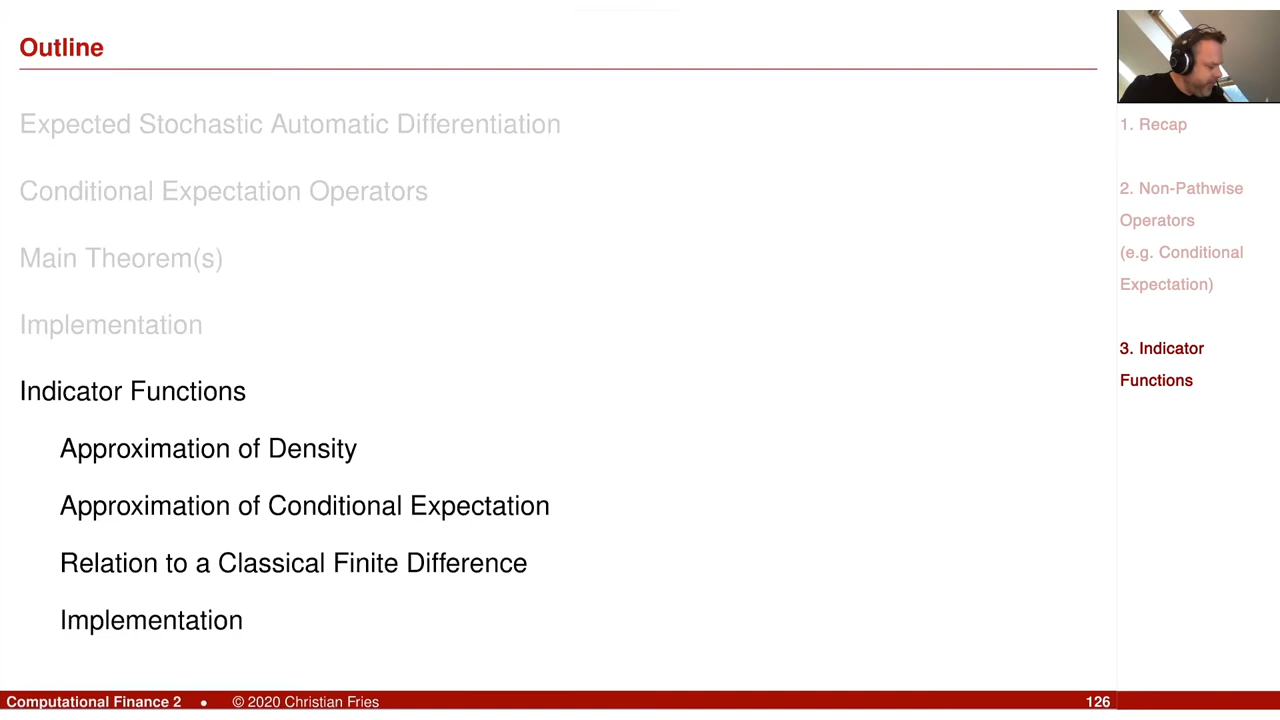 Outline
Expected Stochastic Automatic Differentiation
Conditional Expectation Operators
Main Theorem(s)
Implementation
Indicator Functions
Approximation of Density
Approximation of Conditional Expectation
Relation to a Classical Finite Difference
Implementation
1. Recap
2. Non-Pathwise
Operators
(e.g. Conditional
Expectation)
3. Indicator
Functions
Computational Finance 2 • © 2020 Christian Fries 126